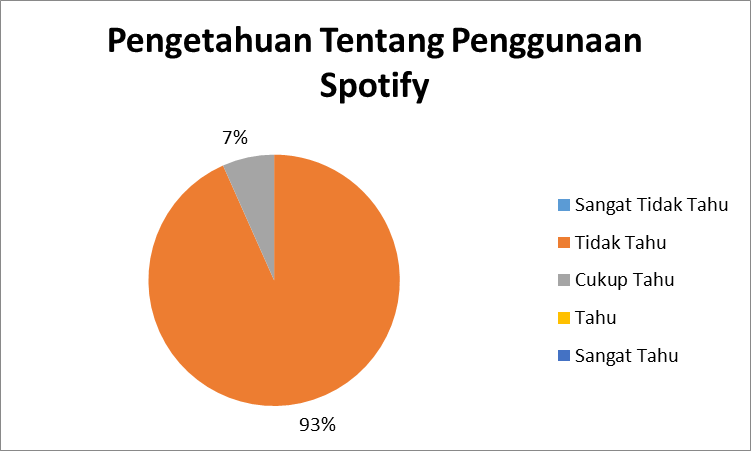 Pengetahuan Tentang Penggunaan
Spotify
7%
93%
Sangat Tidak Tahu
Tidak Tahu
Cukup Tahu
Tahu
Sangat Tahu